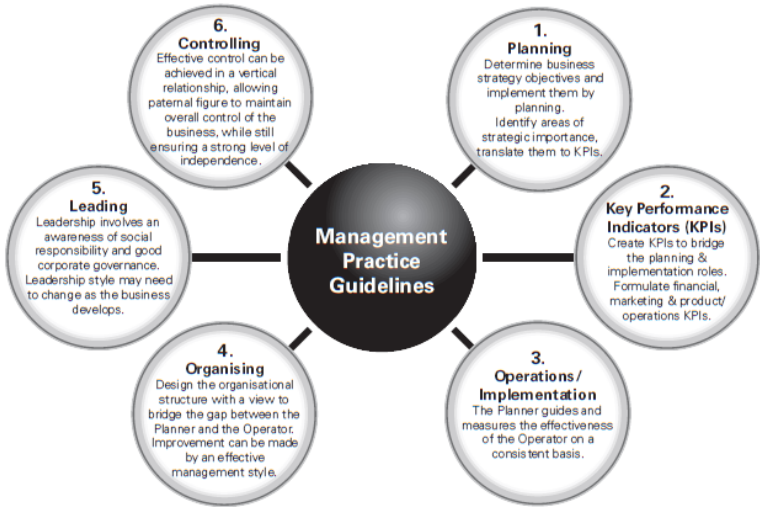 6.
Controlling
Effective control can be
achieved in a vertical
relationship, allowing
paternal figure to maintain
overall control of the
business, while still
ensuring a strong level of
independence.
1.
Planning
Determine business
strategy objectives and
implement them by
planning.
Identify areas of
strategic importance,
translate them to KPIs.
5.
Leading
Leadership involves an
awareness of social
responsibility and good
corporate governance.
Leadership style may need
to change as the business
develops.
Management
Practice
Guidelines
2.
Key Performance
Indicators (KPIs)
Create KPIs to bridge
the planning &
implementation roles.
Formulate financial,
marketing & product/
operations KPIs.
4.
Organising
Design the organisational
structure with a view to
bridge the gap between the
Planner and the Operator.
Improvement can be made
by an effective
management style.
3.
Operations/
Implementation
The Planner guides and
measures the effectiveness
of the Operator on a
consistent basis.